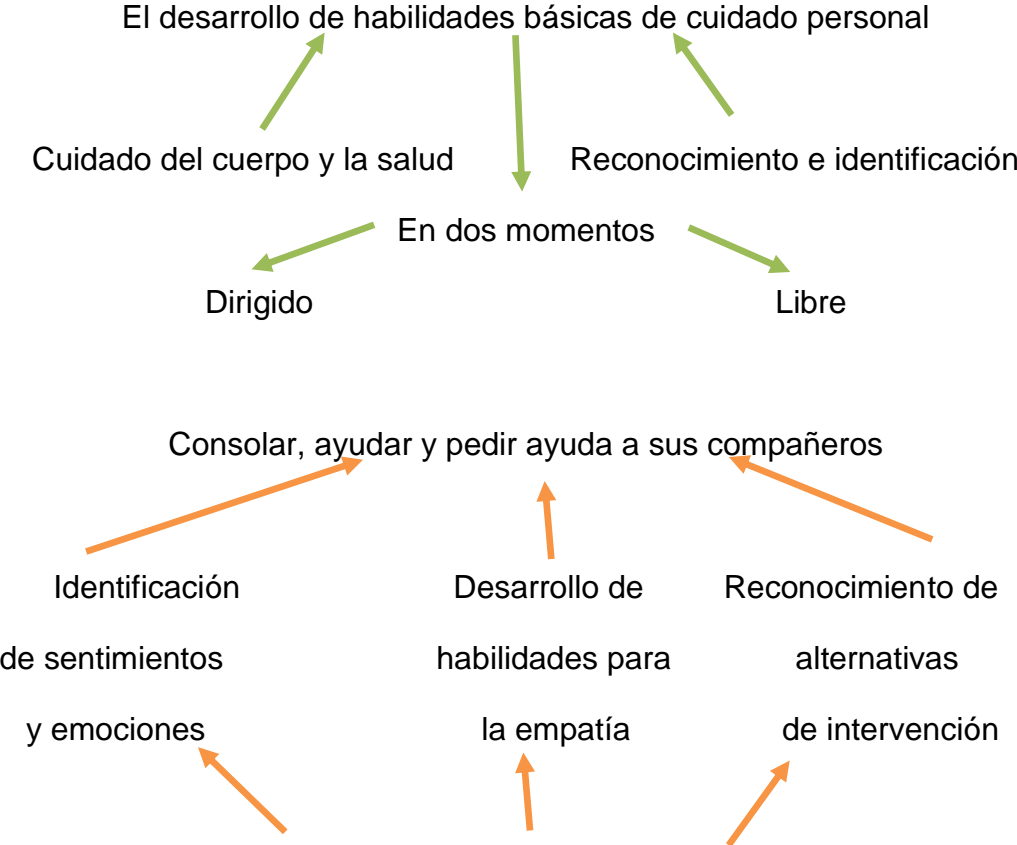 El desarrollo de habilidades básicas de cuidado personal
Cuidado del cuerpo y la salud
Reconocimiento e identificación
En dos momentos
Dirigido
Libre
Consolar, ayudar y pedir ayuda a sus compañeros
Identificación
de sentimientos
y emociones
Desarrollo de
habilidades para
la empatía
Reconocimiento de
alternativas
de intervención